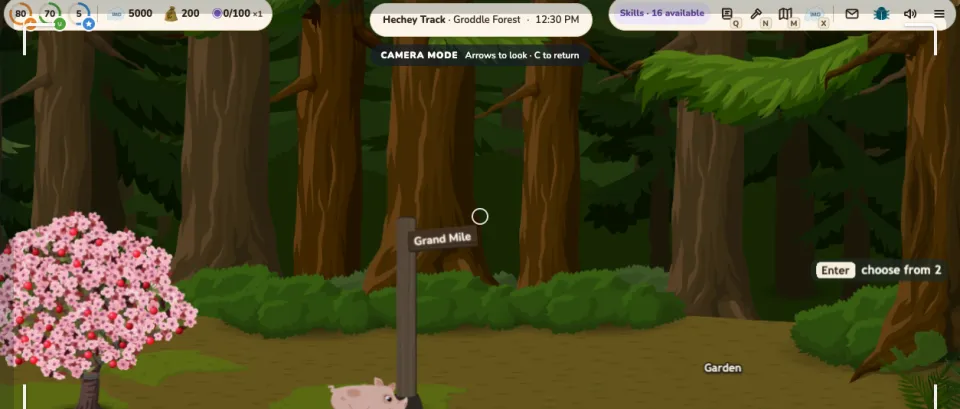 80
70
5
5000
200
0/100 ×1
Hechey Track · Groddle Forest · 12:30 PM
Skills · 16 available
Q
N
M
X
CAMERA MODE Arrows to look · C to return
Grand Mile
Enter choose from 2
Garden